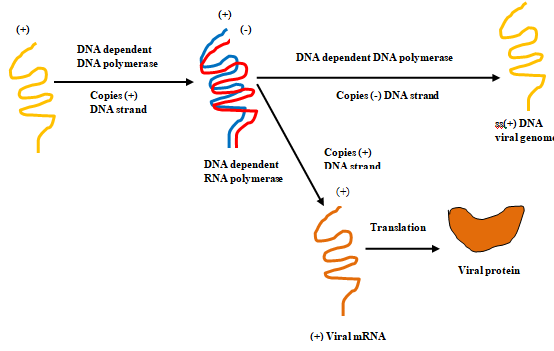 (+)
DNA dependent
DNA polymerase
Copies (+)
DNA strand
(+)
(-)
DNA dependent
RNA polymerase
DNA dependent DNA polymerase
Copies (-) DNA strand
ss(+) DNA
viral genome
Copies (+)
DNA strand
(+)
(+) Viral mRNA
Translation
Viral protein